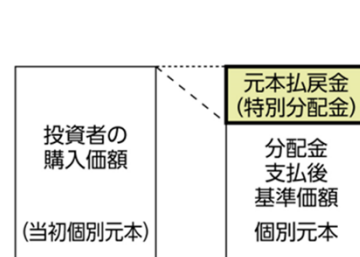 投資者の
購入価額
(当初個別元本)
元本払戻金
(特別分配金)
分配金
支払後
基準価額
個別元本